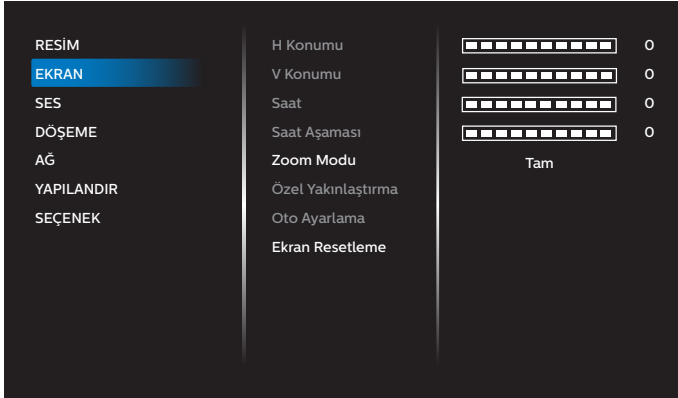 RESİM
EKRAN
SES
DÖŞEME
AĞ
YAPILANDIR
SEÇENEK
H Konumu 0
V Konumu 0
Saat 0
Saat Aşaması 0
Zoom Modu Tam
Özel Yakınlaştırma
Oto Ayarlama
Ekran Resetleme